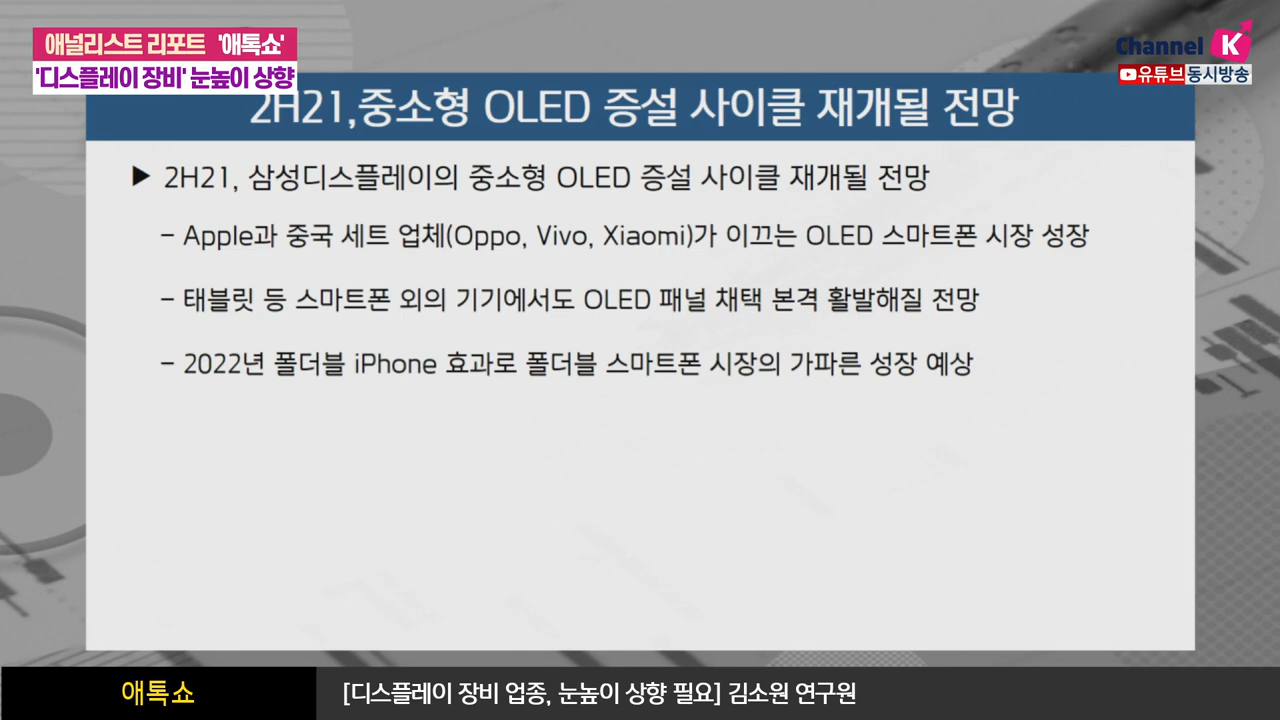 애널리스트 리포트 '애톡쇼'
'디스플레이 장비' 눈높이 상향
Channel K
유튜브동시방송
2H21,중소형 OLED 증설 사이클 재개될 전망
▶ 2H21, 삼성디스플레이의 중소형 OLED 증설 사이클 재개될 전망
– Apple과 중국 세트 업체(Oppo, Vivo, Xiaomi)가 이끄는 OLED 스마트폰 시장 성장
– 태블릿 등 스마트폰 외의 기기에서도 OLED 패널 채택 본격 활발해질 전망
– 2022년 폴더블 iPhone 효과로 폴더블 스마트폰 시장의 가파른 성장 예상
애톡쇼
[디스플레이 장비 업종, 눈높이 상향 필요] 김소원 연구원